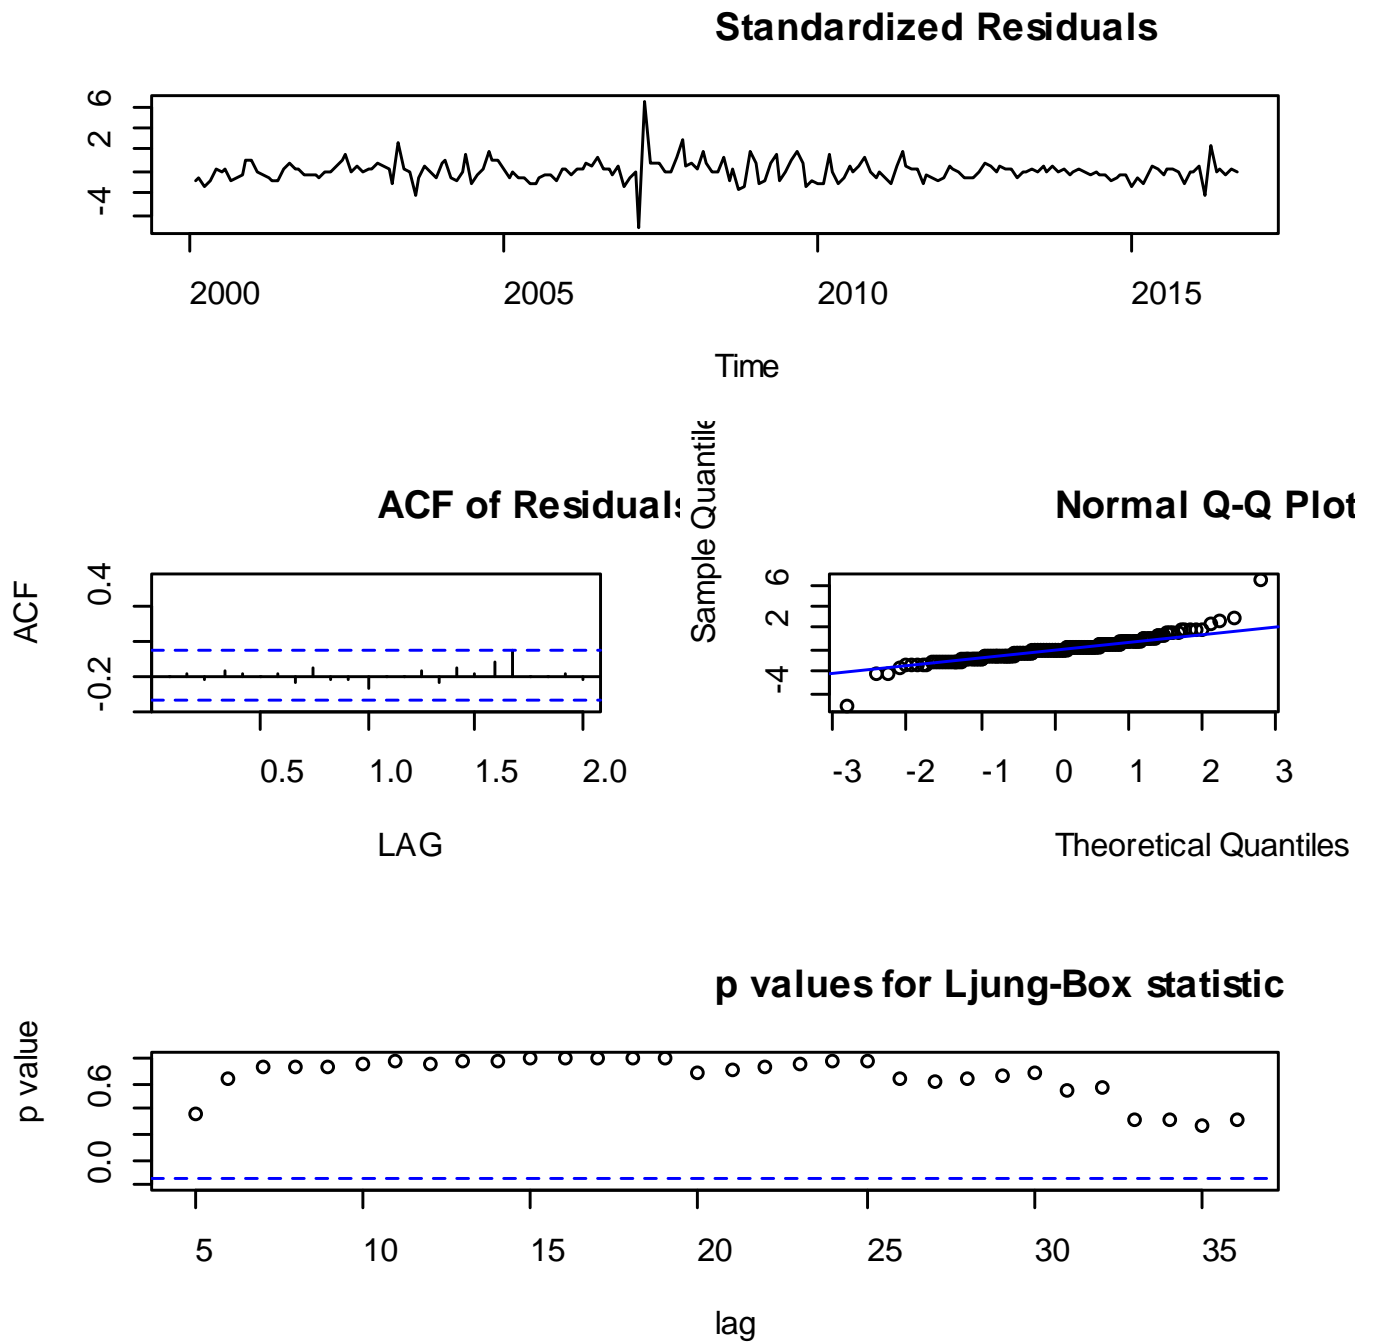 Standardized Residuals
6
2
-4
2000 2005 2010 2015
Time
ACF of Residuals
ACF
0.4
-0.2
0.5 1.0 1.5 2.0
LAG
Normal Q-Q Plot
Sample Quantile
6
2
-4
-3 -2 -1 0 1 2 3
Theoretical Quantiles
p values for Ljung-Box statistic
p value
0.6
0.0
5 10 15 20 25 30 35
lag